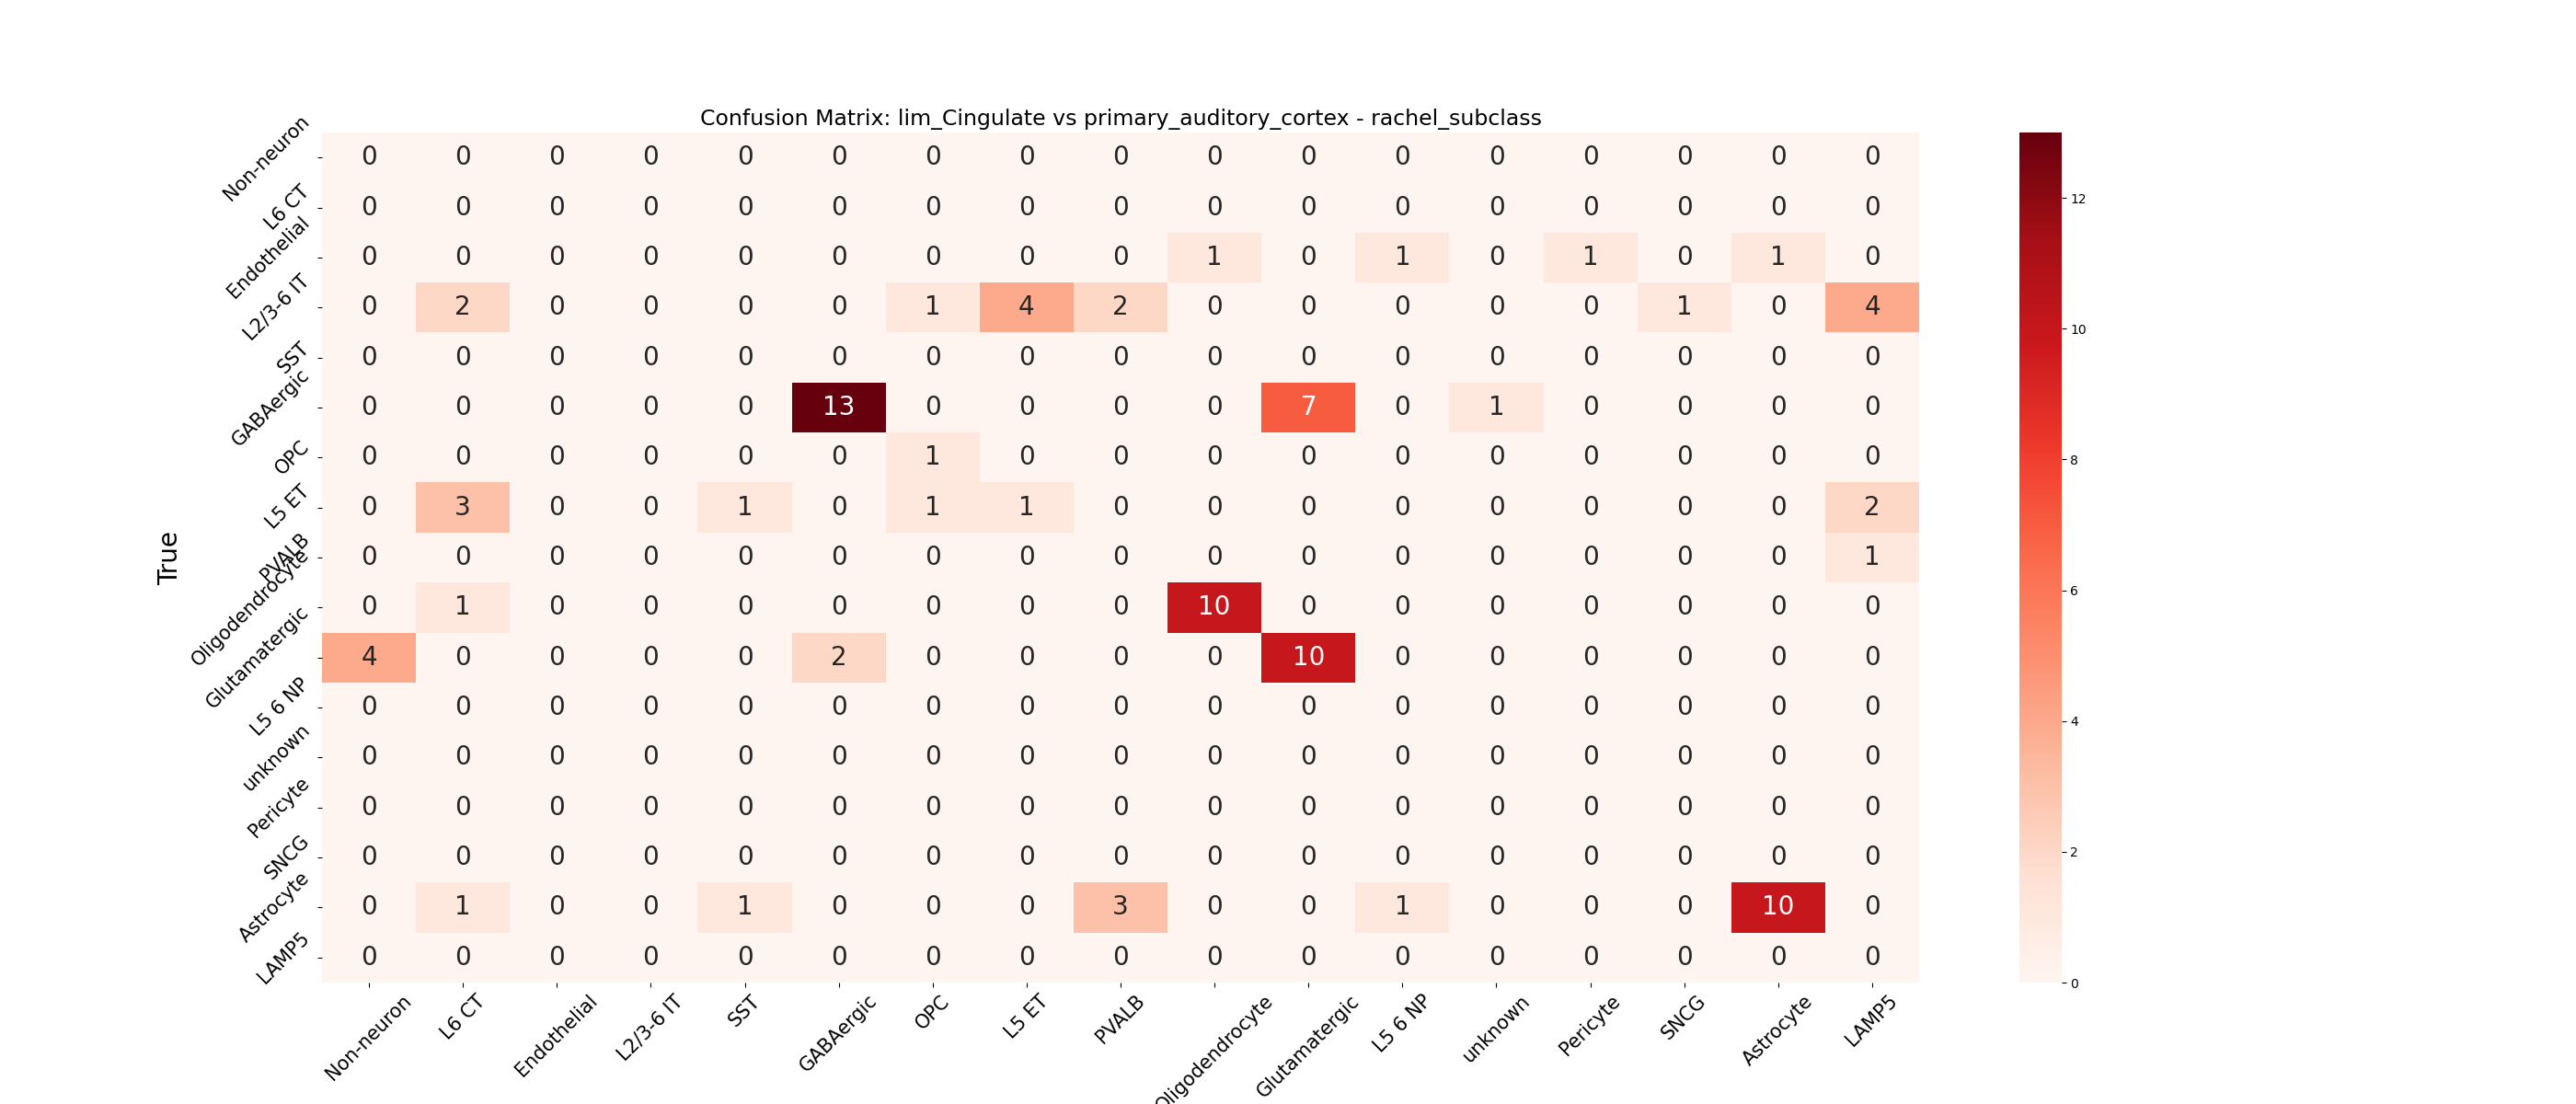 Confusion Matrix: lim_Cingulate vs primary_auditory_cortex - rachel_subclass
Non-neuron 0 0 0 0 0 0 0 0 0 0 0 0 0 0 0 0 0
L6 CT 0 0 0 0 0 0 0 0 0 0 0 0 0 0 0 0 0
Endothelial 0 0 0 0 0 0 0 0 0 1 0 1 0 1 0 1 0
L2/3-6 IT 0 2 0 0 0 0 1 4 2 0 0 0 0 0 1 0 4
SST 0 0 0 0 0 0 0 0 0 0 0 0 0 0 0 0 0
GABAergic 0 0 0 0 0 13 0 0 0 0 7 0 1 0 0 0 0
OPC 0 0 0 0 0 0 1 0 0 0 0 0 0 0 0 0 0
L5 ET 0 3 0 0 1 0 1 1 0 0 0 0 0 0 0 0 2
PVALB 0 0 0 0 0 0 0 0 0 0 0 0 0 0 0 0 1
Oligodendrocyte 0 1 0 0 0 0 0 0 0 10 0 0 0 0 0 0 0
Glutamatergic 4 0 0 0 0 2 0 0 0 0 10 0 0 0 0 0 0
L5 6 NP 0 0 0 0 0 0 0 0 0 0 0 0 0 0 0 0 0
unknown 0 0 0 0 0 0 0 0 0 0 0 0 0 0 0 0 0
Pericyte 0 0 0 0 0 0 0 0 0 0 0 0 0 0 0 0 0
SNCG 0 0 0 0 0 0 0 0 0 0 0 0 0 0 0 0 0
Astrocyte 0 1 0 0 1 0 0 0 3 0 0 1 0 0 0 10 0
LAMP5 0 0 0 0 0 0 0 0 0 0 0 0 0 0 0 0 0
True
Non-neuron L6 CT Endothelial L2/3-6 IT SST GABAergic OPC L5 ET PVALB Oligodendrocyte Glutamatergic L5 6 NP unknown Pericyte SNCG Astrocyte LAMP5
12
10
8
6
4
2
0